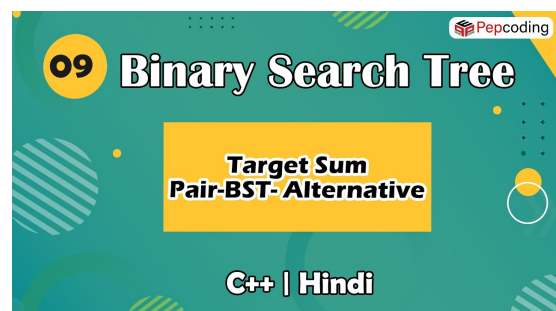 Pepcoding
09 Binary Search Tree
Target Sum
Pair-BST- Alternative
C++ | Hindi